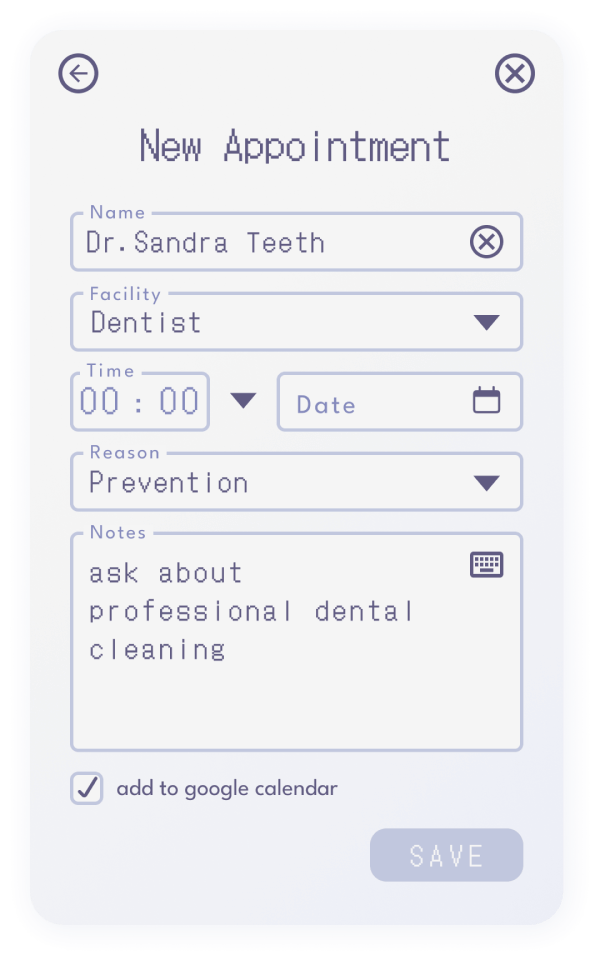 New Appointment
Name
Dr.Sandra Teeth
Facility
Dentist
Time
00 : 00
Date
Reason
Prevention
Notes
ask about
professional dental
cleaning
add to google calendar
SAVE